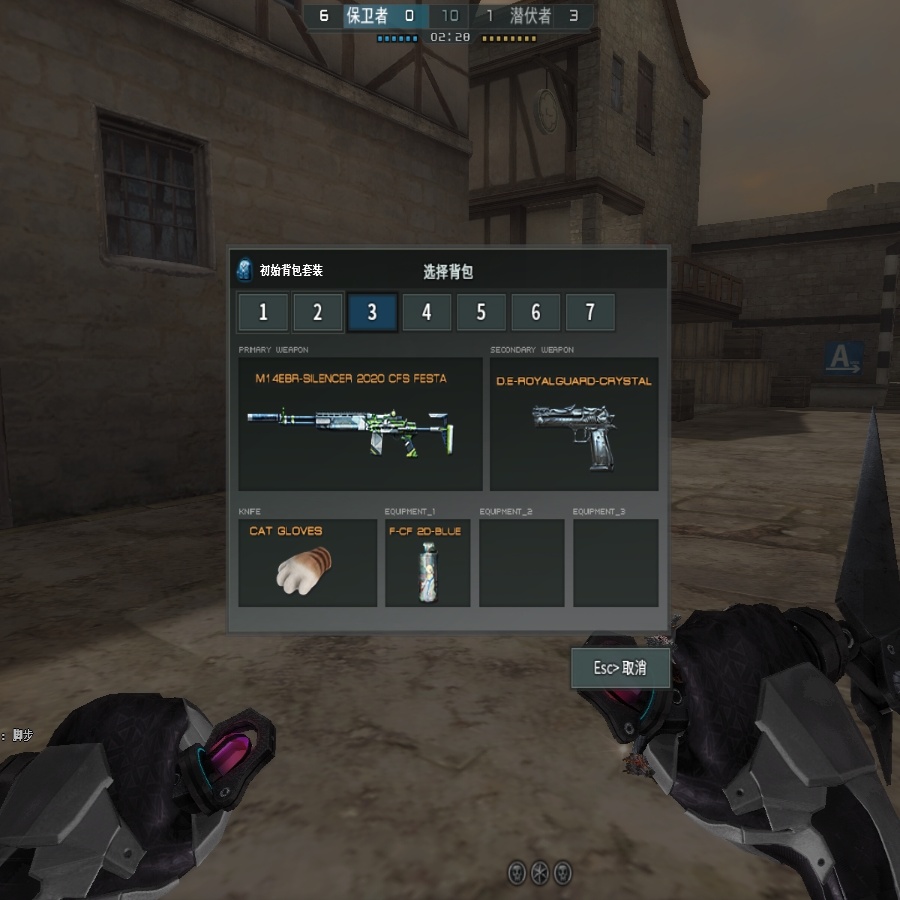 6 保卫者 0 10 1 潜伏者 3
02:20
初始背包套装 选择背包
1 2 3 4 5 6 7
PRIMARY WEAPON SECONDARY WEAPON
M14EBR-SILENCER 2020 CFS FESTA D.E-ROYALGUARD-CRYSTAL
KNIFE EQUIPMENT_1 EQUIPMENT_2 EQUIPMENT_3
CAT GLOVES F-CF 2D-BLUE
A
Esc>取消
: 脚步